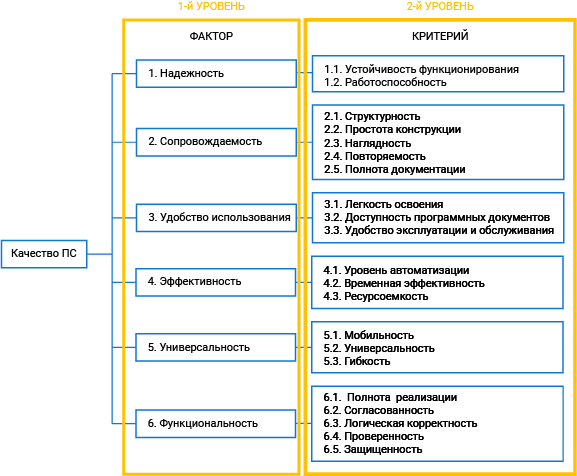 1-й УРОВЕНЬ
2-й УРОВЕНЬ
ФАКТОР
КРИТЕРИЙ
Качество ПС
1. Надежность
1.1. Устойчивость функционирования
1.2. Работоспособность
2. Сопровождаемость
2.1. Структурность
2.2. Простота конструкции
2.3. Наглядность
2.4. Повторяемость
2.5. Полнота документации
3. Удобство использования
3.1. Легкость освоения
3.2. Доступность программных документов
3.3. Удобство эксплуатации и обслуживания
4. Эффективность
4.1. Уровень автоматизации
4.2. Временная эффективность
4.3. Ресурсоемкость
5. Универсальность
5.1. Мобильность
5.2. Универсальность
5.3. Гибкость
6. Функциональность
6.1. Полнота реализации
6.2. Согласованность
6.3. Логическая корректность
6.4. Проверенность
6.5. Защищенность